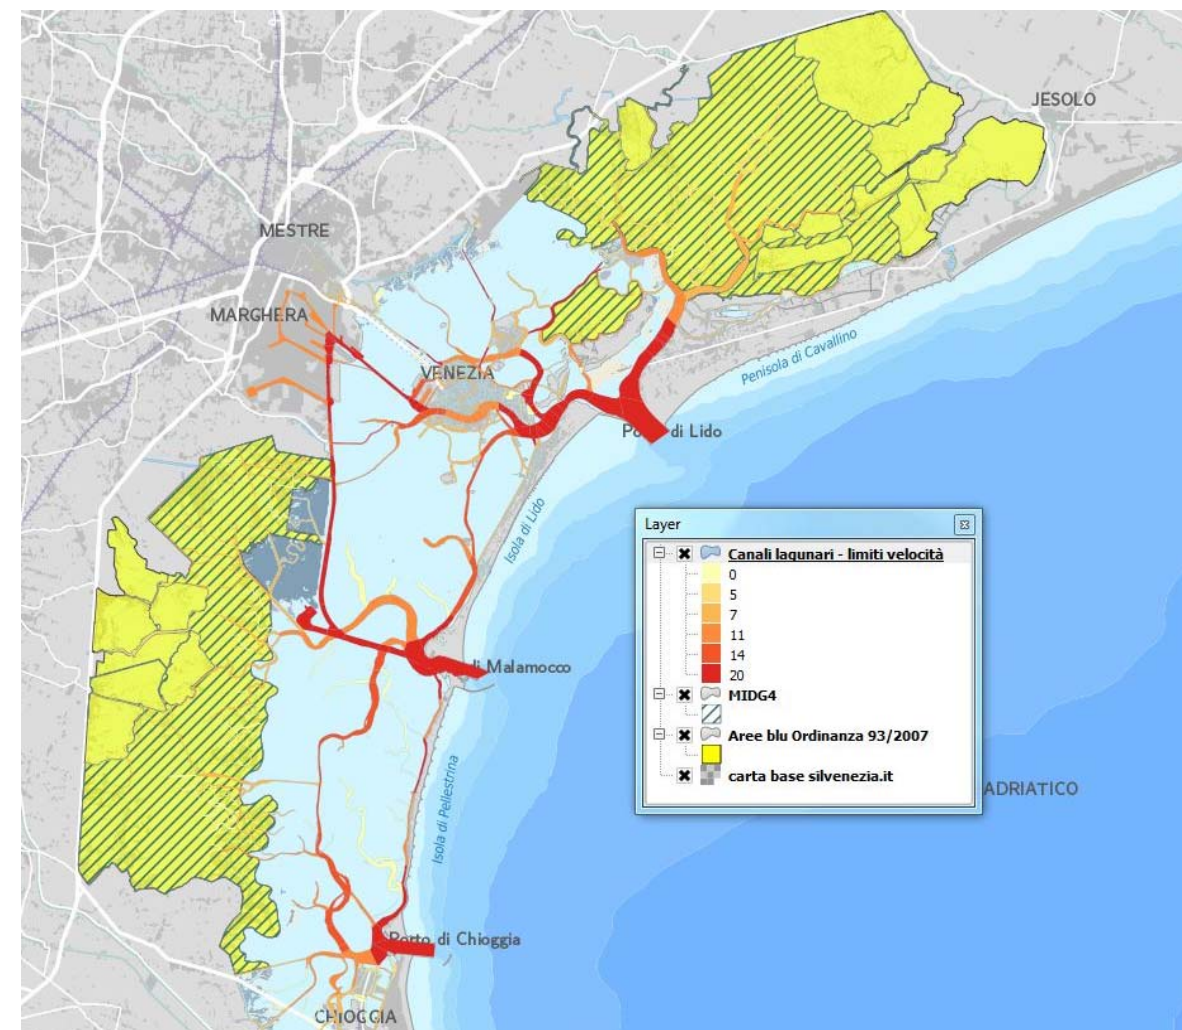 JESOLO
MESTRE
MARGHERA
VENEZIA
Penisola di Cavallino
di Lido
Isola di Lido
Layer
Canali lagunari - limiti velocità
0
5
7
11
14
20
MIDG4
Aree blu Ordinanza 93/2007
carta base silvenezia.it
di Malamocco
ADRIATICO
Isola di Pellestrina
Porto di Chioggia
CHIOGGIA